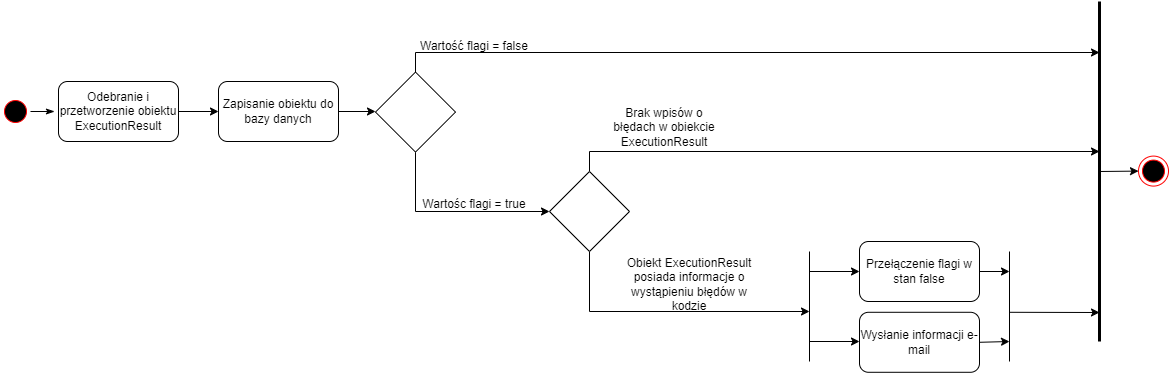 Wartość flagi = false
Odebranie i
przetworzenie obiektu
ExecutionResult
Zapisanie obiektu do
bazy danych
Brak wpisów o
błędach w obiekcie
ExecutionResult
Wartośc flagi = true
Obiekt ExecutionResult
posiada informacje o
wystąpieniu błędów w
kodzie
Przełączenie flagi w
stan false
Wysłanie informacji e-
mail